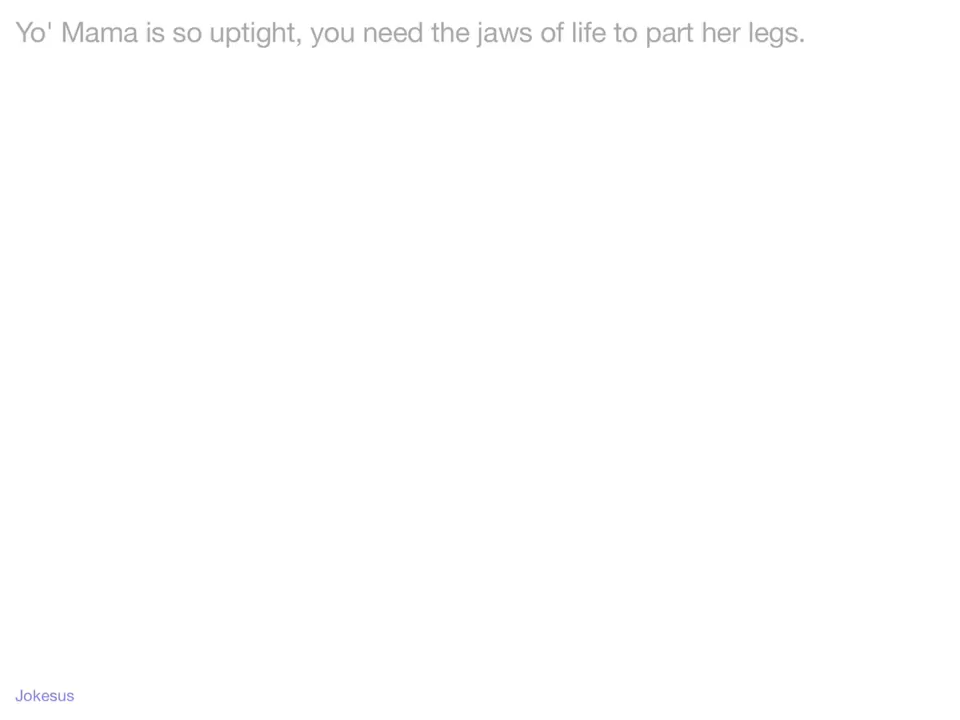 Yo' Mama is so uptight, you need the jaws of life to part her legs.
Jokesus